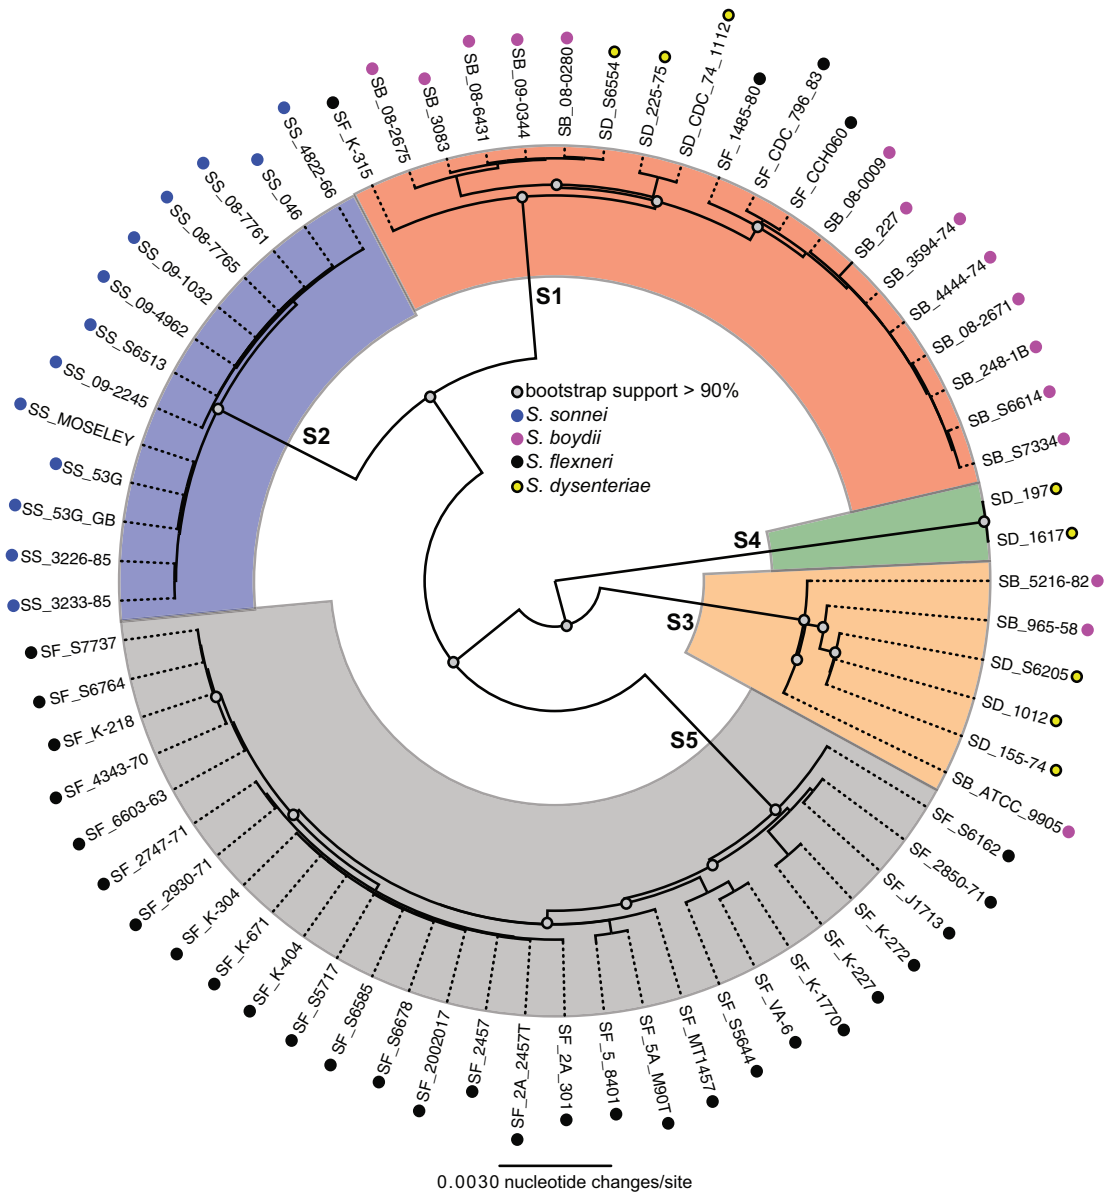 SS_3233-85
SS_3226-85
SS_53G_GB
SS_53G
SS_MOSELEY
SS_09-2245
SS_S6513
SS_09-4962
SS_09-1032
SS_08-7765
SS_08-7761
SS_046
SS_4822-66
SF_K-315
SB_08-2675
SB_3083
SB_08-6431
SB_09-0344
SB_08-0280
SD_S6554
SD_225-75
SD_CDC_74_1112
SF_1485-80
SF_CDC_796_83
SF_CCH060
SB_08-0009
SB_227
SB_3594-74
SB_4444-74
SB_08-2671
SB_248-1B
SB_S6614
SB_S7334
SD_197
SD_1617
SB_5216-82
SB_965-58
SD_S6205
SD_1012
SD_155-74
SB_ATCC_9905
SF_S6162
SF_2850-71
SF_J1713
SF_K-272
SF_K-227
SF_K-1770
SF_VA-6
SF_S5644
SF_MT1457
SF_5A_M90T
SF_5_8401
SF_2A_301
SF_2A_2457T
SF_2457
SF_2002017
SF_S6678
SF_S6585
SF_S5717
SF_K-404
SF_K-671
SF_K-304
SF_2930-71
SF_2747-71
SF_6603-63
SF_4343-70
SF_K-218
SF_S6764
SF_S7737
S1
S2
S4
S3
S5
bootstrap support > 90%
S. sonnei
S. boydii
S. flexneri
S. dysenteriae
0.0030 nucleotide changes/site